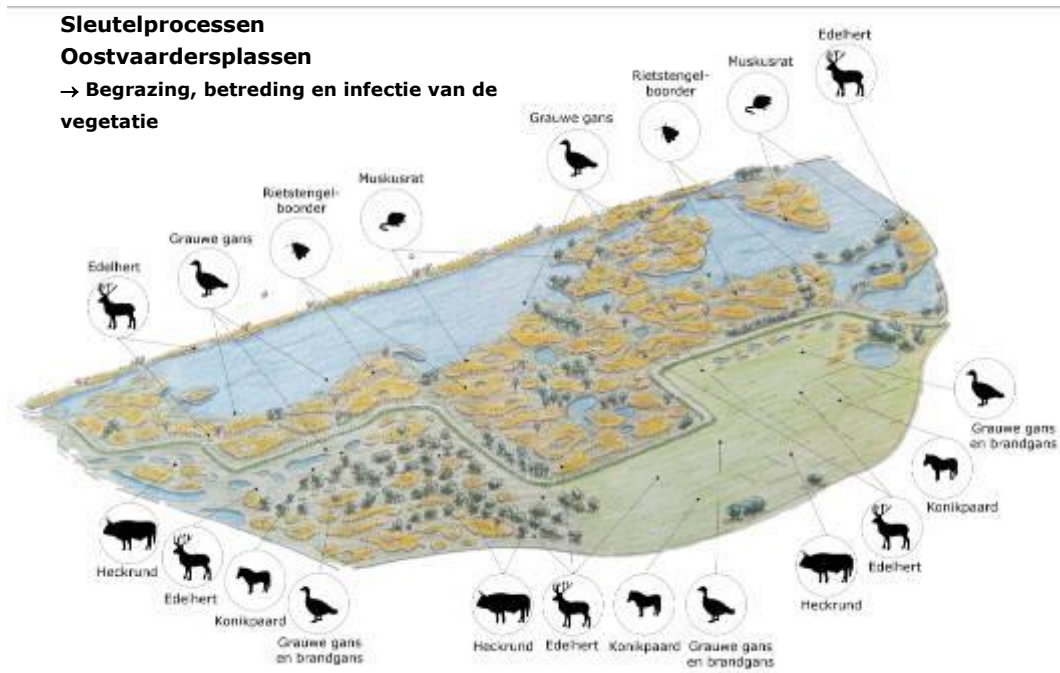 Sleutelprocessen
Oostvaardersplassen
→ Begrazing, betreding en infectie van de
vegetatie
Edelhert
Muskusrat
Rietstengel-
boorder
Grauwe gans
Muskusrat
Rietstengel-
boorder
Grauwe gans
Edelhert
Grauwe gans
en brandgans
Konikpaard
Edelhert
Heckrund
Heckrund
Edelhert
Konikpaard
Grauwe gans
en brandgans
Heckrund
Edelhert
Konikpaard
Grauwe gans
en brandgans